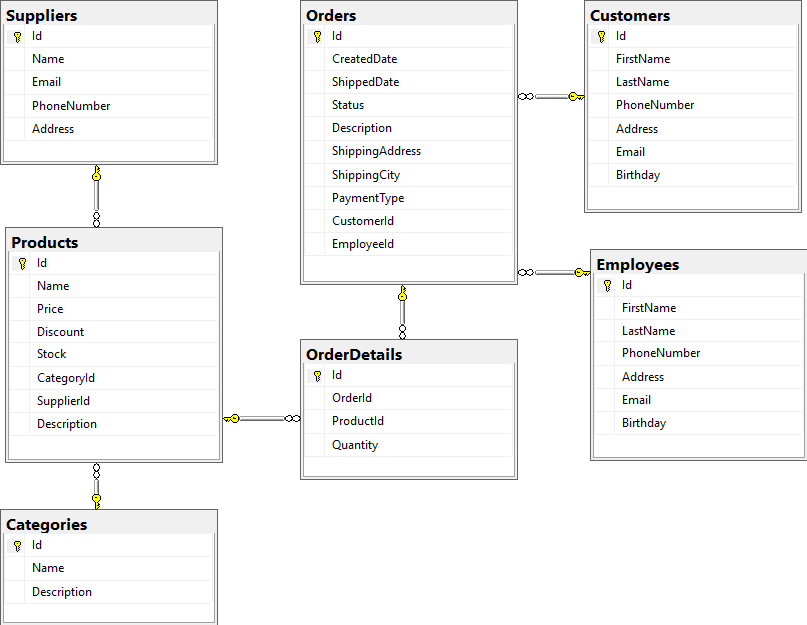 Suppliers
Id
Name
Email
PhoneNumber
Address
Orders
Id
CreatedDate
ShippedDate
Status
Description
ShippingAddress
ShippingCity
PaymentType
CustomerId
EmployeeId
Customers
Id
FirstName
LastName
PhoneNumber
Address
Email
Birthday
Products
Id
Name
Price
Discount
Stock
CategoryId
SupplierId
Description
OrderDetails
Id
OrderId
ProductId
Quantity
Employees
Id
FirstName
LastName
PhoneNumber
Address
Email
Birthday
Categories
Id
Name
Description